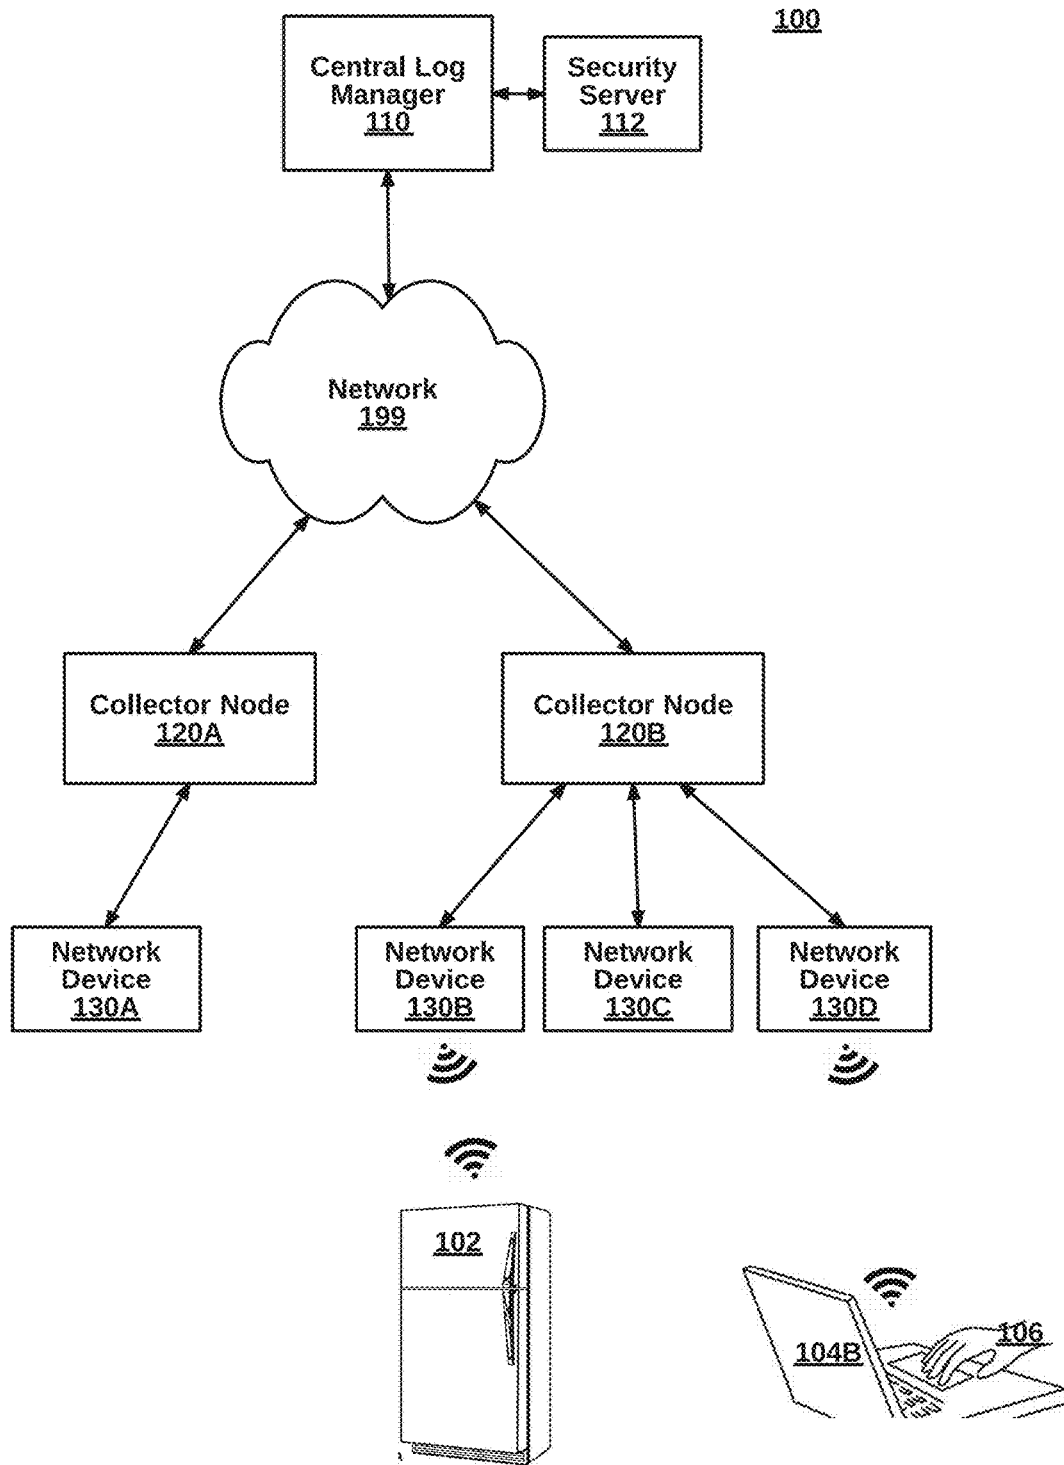 100
Central Log
Manager
110
Security
Server
112
Network
199
Collector Node
120A
Collector Node
120B
Network
Device
130A
Network
Device
130B
Network
Device
130C
Network
Device
130D
102
104B
106